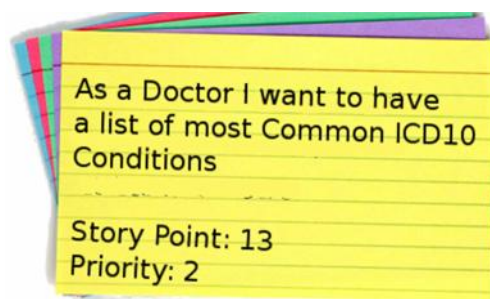 As a Doctor I want to have
a list of most Common ICD10
Conditions
Story Point: 13
Priority: 2